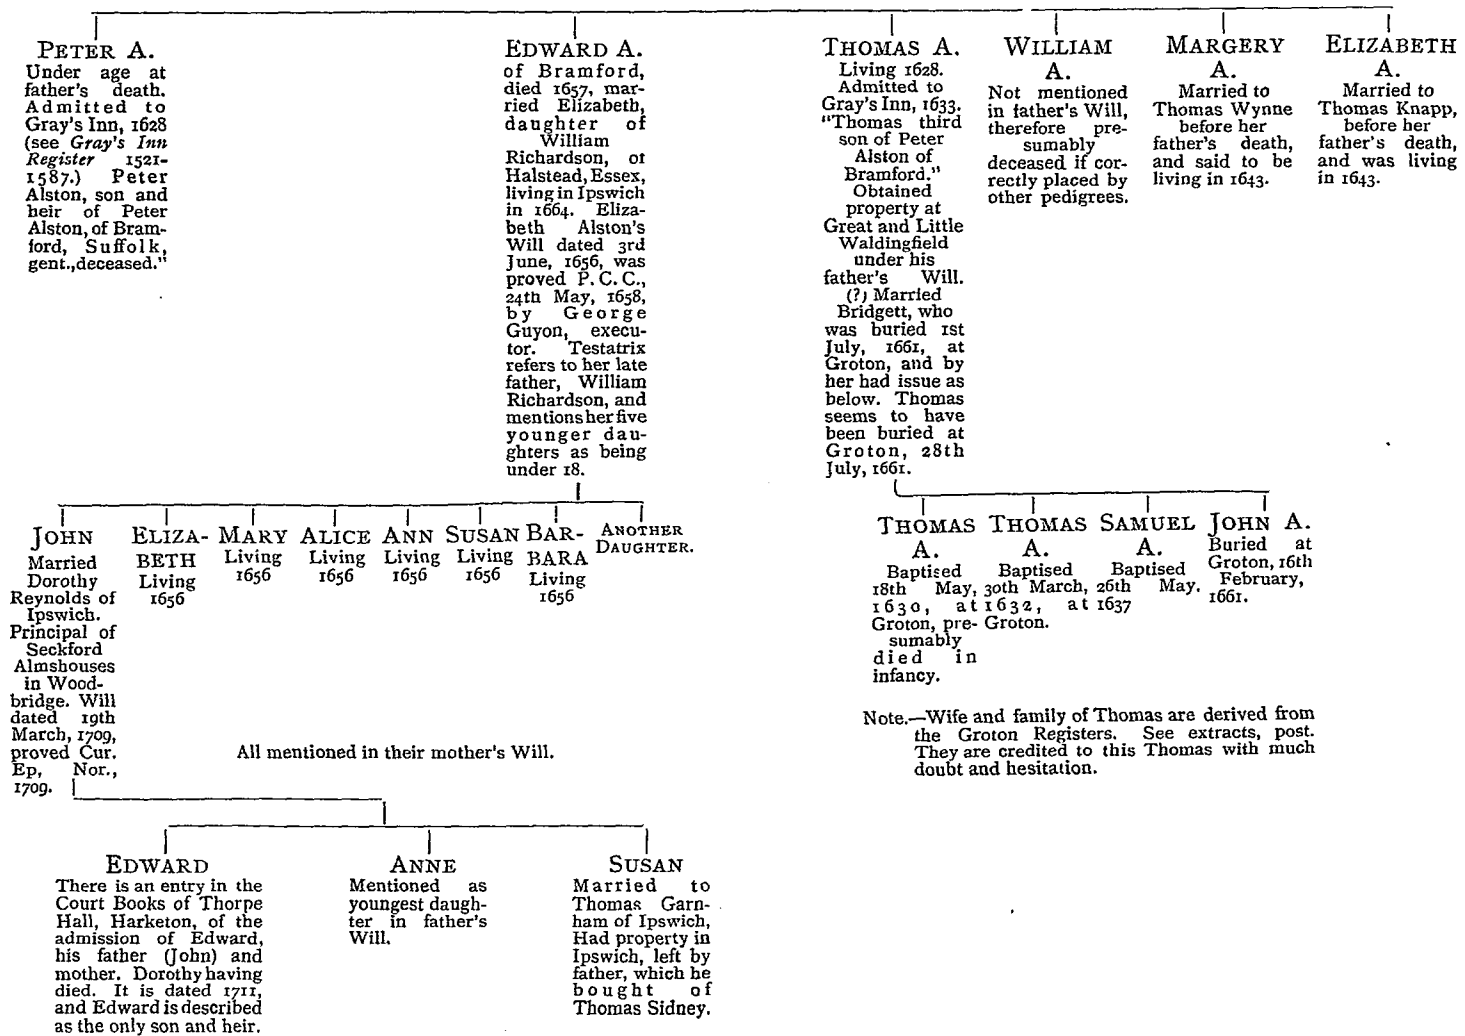 PETER A.
Under age at
father's death.
Admitted to
Gray's Inn, 1628
(see Gray's Inn
Register 1521-
1587.) Peter
Alston, son and
heir of Peter
Alston, of Bram-
ford, Suffolk,
gent., deceased."
EDWARD A.
of Bramford,
died 1657, mar-
ried Elizabeth,
daughter of
William
Richardson, of
Halstead, Essex,
living in Ipswich
in 1664. Eliza-
beth Alston's
Will dated 3rd
June, 1656, was
proved P. C. C.,
24th May, 1658,
by George
Guyon, execu-
tor. Testatrix
refers to her late
father, William
Richardson, and
mentions her five
younger dau-
ghters as being
under 18.
THOMAS A.
Living 1628.
Admitted to
Gray's Inn, 1633.
"Thomas third
son of Peter
Alston of
Bramford."
Obtained
property at
Great and Little
Waldingfield
under his
father's Will.
(?) Married
Bridgett, who
was buried 1st
July, 1661, at
Groton, and by
her had issue as
below. Thomas
seems to have
been buried at
Groton, 28th
July, 1661.
WILLIAM
A.
Not mentioned
in father's Will,
therefore pre-
sumably
deceased if cor-
rectly placed by
other pedigrees.
MARGERY
A.
Married to
Thomas Wynne
before her
father's death,
and said to be
living in 1643.
ELIZABETH
A.
Married to
Thomas Knapp,
before her
father's death,
and was living
in 1643.
JOHN
Married
Dorothy
Reynolds of
Ipswich.
Principal of
Seckford
Almshouses
in Wood-
bridge. Will
dated 19th
March, 1709,
proved Cur.
Ep, Nor.,
1709.
ELIZA-
BETH
Living
1656
MARY
Living
1656
ALICE
Living
1656
ANN
Living
1656
SUSAN
Living
1656
BAR-
BARA
Living
1656
ANOTHER
DAUGHTER.
All mentioned in their mother's Will.
THOMAS
A.
Baptised
18th May,
1630, at
Groton, pre-
sumably
died in
infancy.
THOMAS
A.
Baptised
30th March,
1632, at
Groton.
SAMUEL
A.
Baptised
26th May.
1637
JOHN A.
Buried at
Groton, 16th
February,
1661.
Note.—Wife and family of Thomas are derived from
the Groton Registers. See extracts, post.
They are credited to this Thomas with much
doubt and hesitation.
EDWARD
There is an entry in the
Court Books of Thorpe
Hall, Harketon, of the
admission of Edward,
his father (John) and
mother. Dorothy having
died. It is dated 1711,
and Edward is described
as the only son and heir.
ANNE
Mentioned as
youngest daugh-
ter in father's
Will.
SUSAN
Married to
Thomas Garn-
ham of Ipswich,
Had property in
Ipswich, left by
father, which he
bought of
Thomas Sidney.